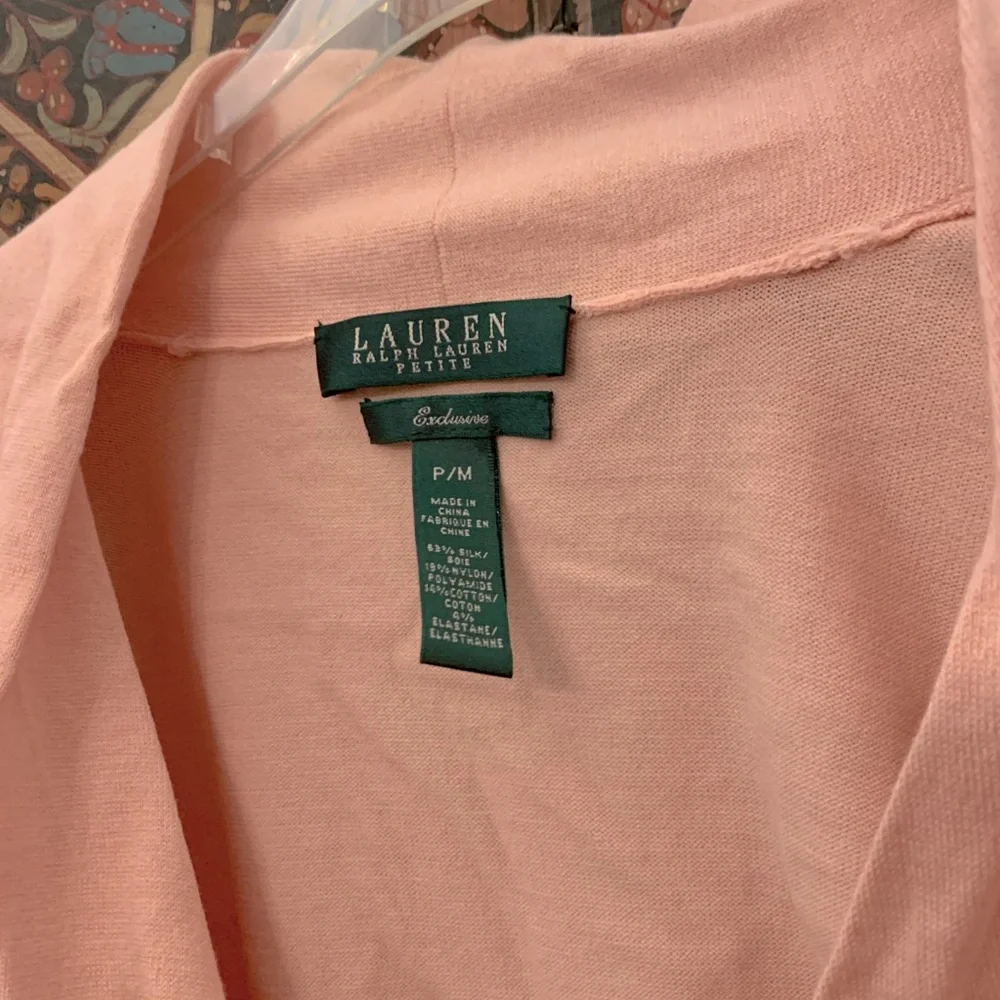 LAUREN
RALPH LAUREN
PETITE
Exclusive
P/M
MADE IN
CHINA
FABRIQUE EN
CHINE
63% SILK/
SOIE
19% NYLON/
POLYAMIDE
14% COTTON/
COTON
4%
ELASTANE/
ELASTHANNE